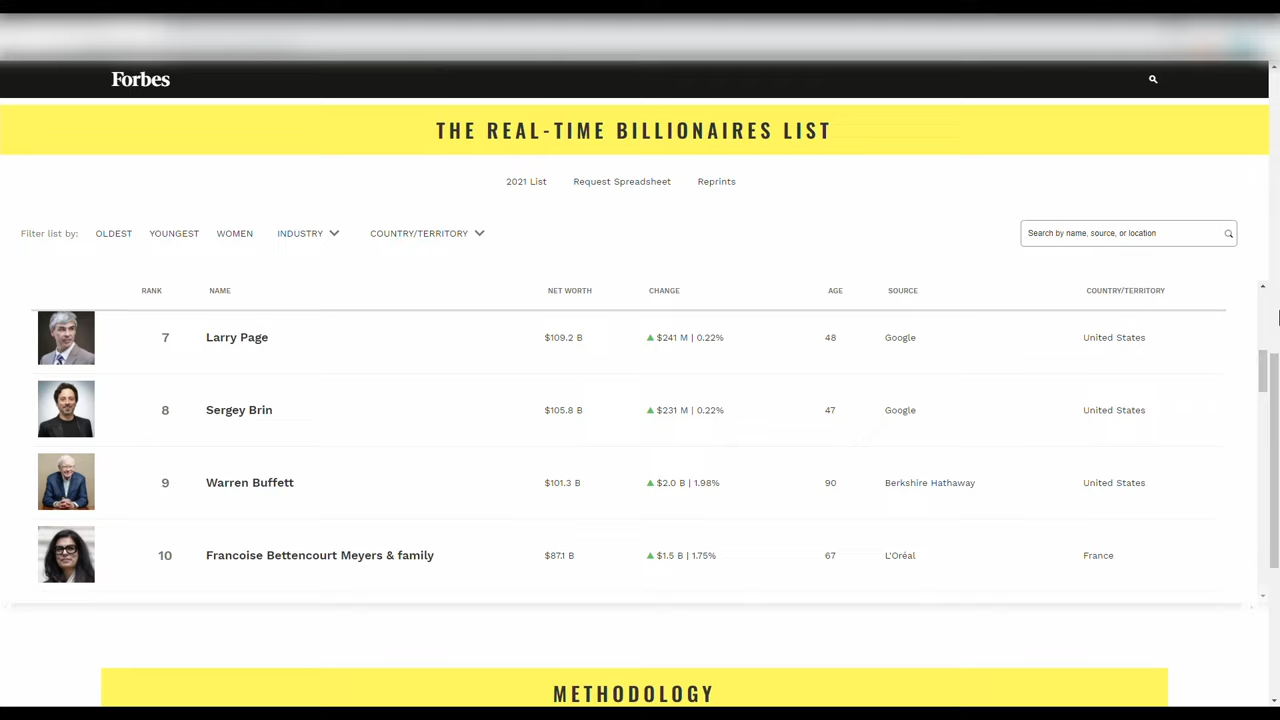 Forbes
THE REAL-TIME BILLIONAIRES LIST
2021 List Request Spreadsheet Reprints
Filter list by: OLDEST YOUNGEST WOMEN INDUSTRY COUNTRY/TERRITORY Search by name, source, or location
RANK NAME NET WORTH CHANGE AGE SOURCE COUNTRY/TERRITORY
7 Larry Page $109.2 B $241 M | 0.22% 48 Google United States
8 Sergey Brin $105.8 B $231 M | 0.22% 47 Google United States
9 Warren Buffett $101.3 B $2.0 B | 1.98% 90 Berkshire Hathaway United States
10 Francoise Bettencourt Meyers & family $87.1 B $1.5 B | 1.75% 67 L'Oréal France
METHODOLOGY